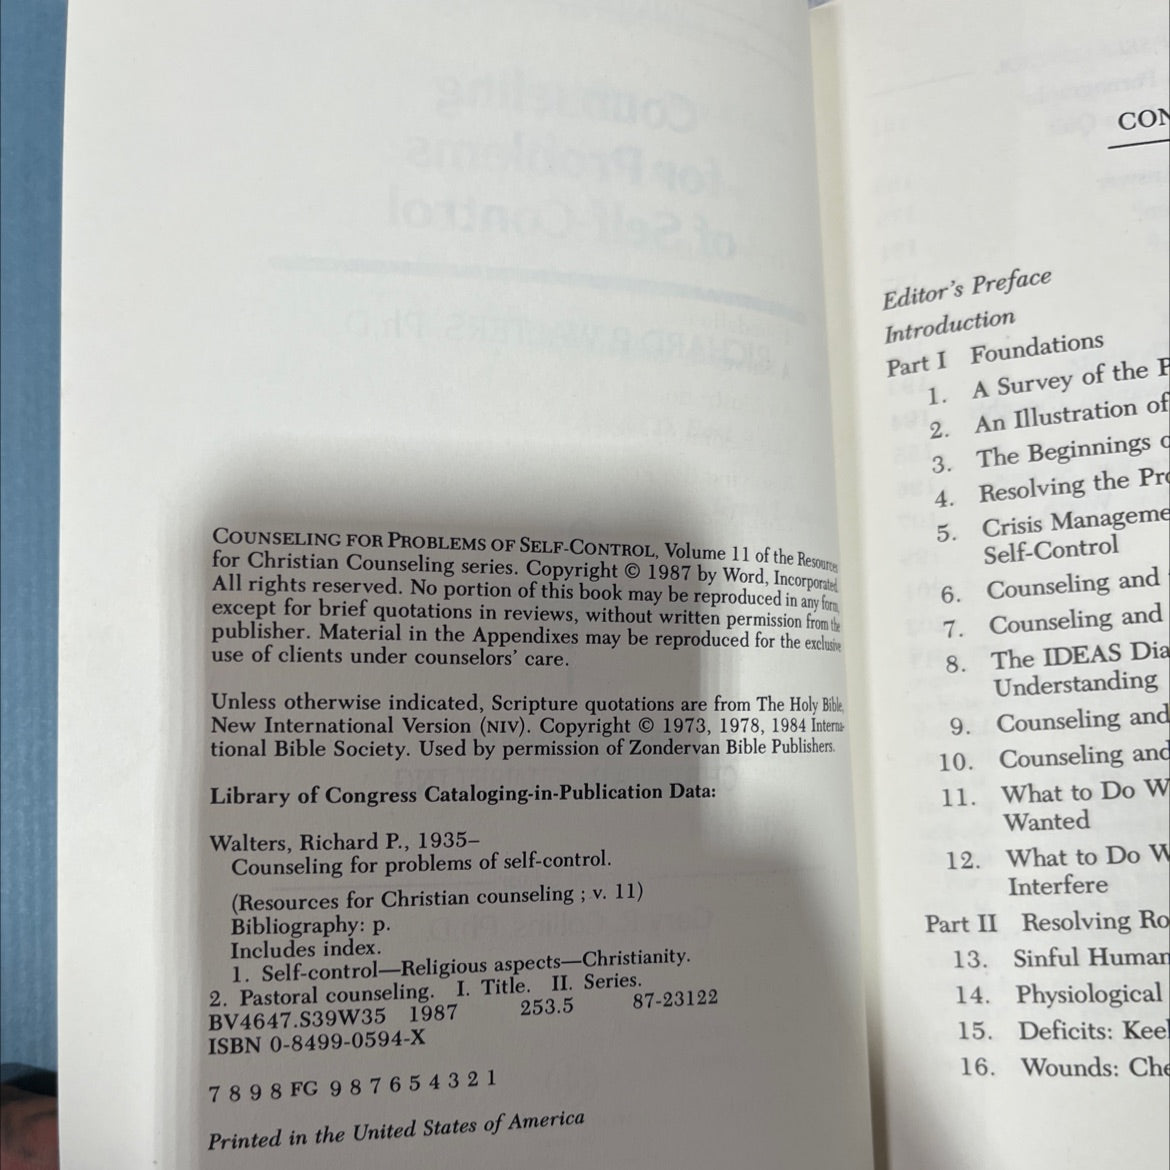 COUNSELING FOR PROBLEMS OF SELF-CONTROL, Volume 11 of the Resources
for Christian Counseling series. Copyright © 1987 by Word, Incorporated.
All rights reserved. No portion of this book may be reproduced in any form,
except for brief quotations in reviews, without written permission from the
publisher. Material in the Appendixes may be reproduced for the exclusive
use of clients under counselors' care.
Unless otherwise indicated, Scripture quotations are from The Holy Bible,
New International Version (NIV). Copyright © 1973, 1978, 1984 Interna-
tional Bible Society. Used by permission of Zondervan Bible Publishers.
Library of Congress Cataloging-in-Publication Data:
Walters, Richard P., 1935–
Counseling for problems of self-control.
(Resources for Christian counseling ; v. 11)
Bibliography: p.
Includes index.
1. Self-control—Religious aspects—Christianity.
2. Pastoral counseling. I. Title. II. Series.
BV4647.S39W35 1987 253.5 87-23122
ISBN 0-8499-0594-X
7 8 9 8 FG 9 8 7 6 5 4 3 2 1
Printed in the United States of America
CON
Editor's Preface
Introduction
Part I Foundations
1. A Survey of the
2. An Illustration of
3. The Beginnings
4. Resolving the
5. Crisis Manageme
Self-Control
6. Counseling and
7. Counseling and
8. The IDEAS Dia
Understanding
9. Counseling and
10. Counseling and
11. What to Do W
Wanted
12. What to Do W
Interfere
Part II Resolving Ro
13. Sinful Human
14. Physiological
15. Deficits: Kee
16. Wounds: Che